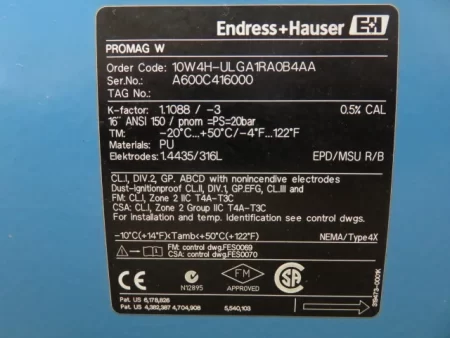 Endress+Hauser EH
PROMAG W
Order Code: 10W4H-ULGA1RA0B4AA
Ser.No.: A600C416000
TAG No.:
K-factor: 1.1088 / -3 0.5% CAL
16" ANSI 150 / pnom =PS=20bar
TM: -20°C...+50°C/-4°F...122°F
Materials: PU
Elektrodes: 1.4435/316L EPD/MSU R/B
CL.I, DIV.2, GP. ABCD with nonincendive electrodes
Dust-ignitionproof CL.II, DIV.1, GP.EFG, CL.III and
FM: CL.I, Zone 2 IIC T4A-T3C
CSA: CL.I, Zone 2 Group IIC T4A-T3C
For installation and temp. Identification see control dwgs.
-10°C(+14°F)<Tamb<+50°C(+122°F) NEMA/Type4X
FM: control dwg.FES0069
CSA: control dwg.FES0070
CE N12895 FM APPROVED SA
Pat. US 6,178,826
Pat. US 4,382,387 4,704,908 5,540,103
319473-0001K